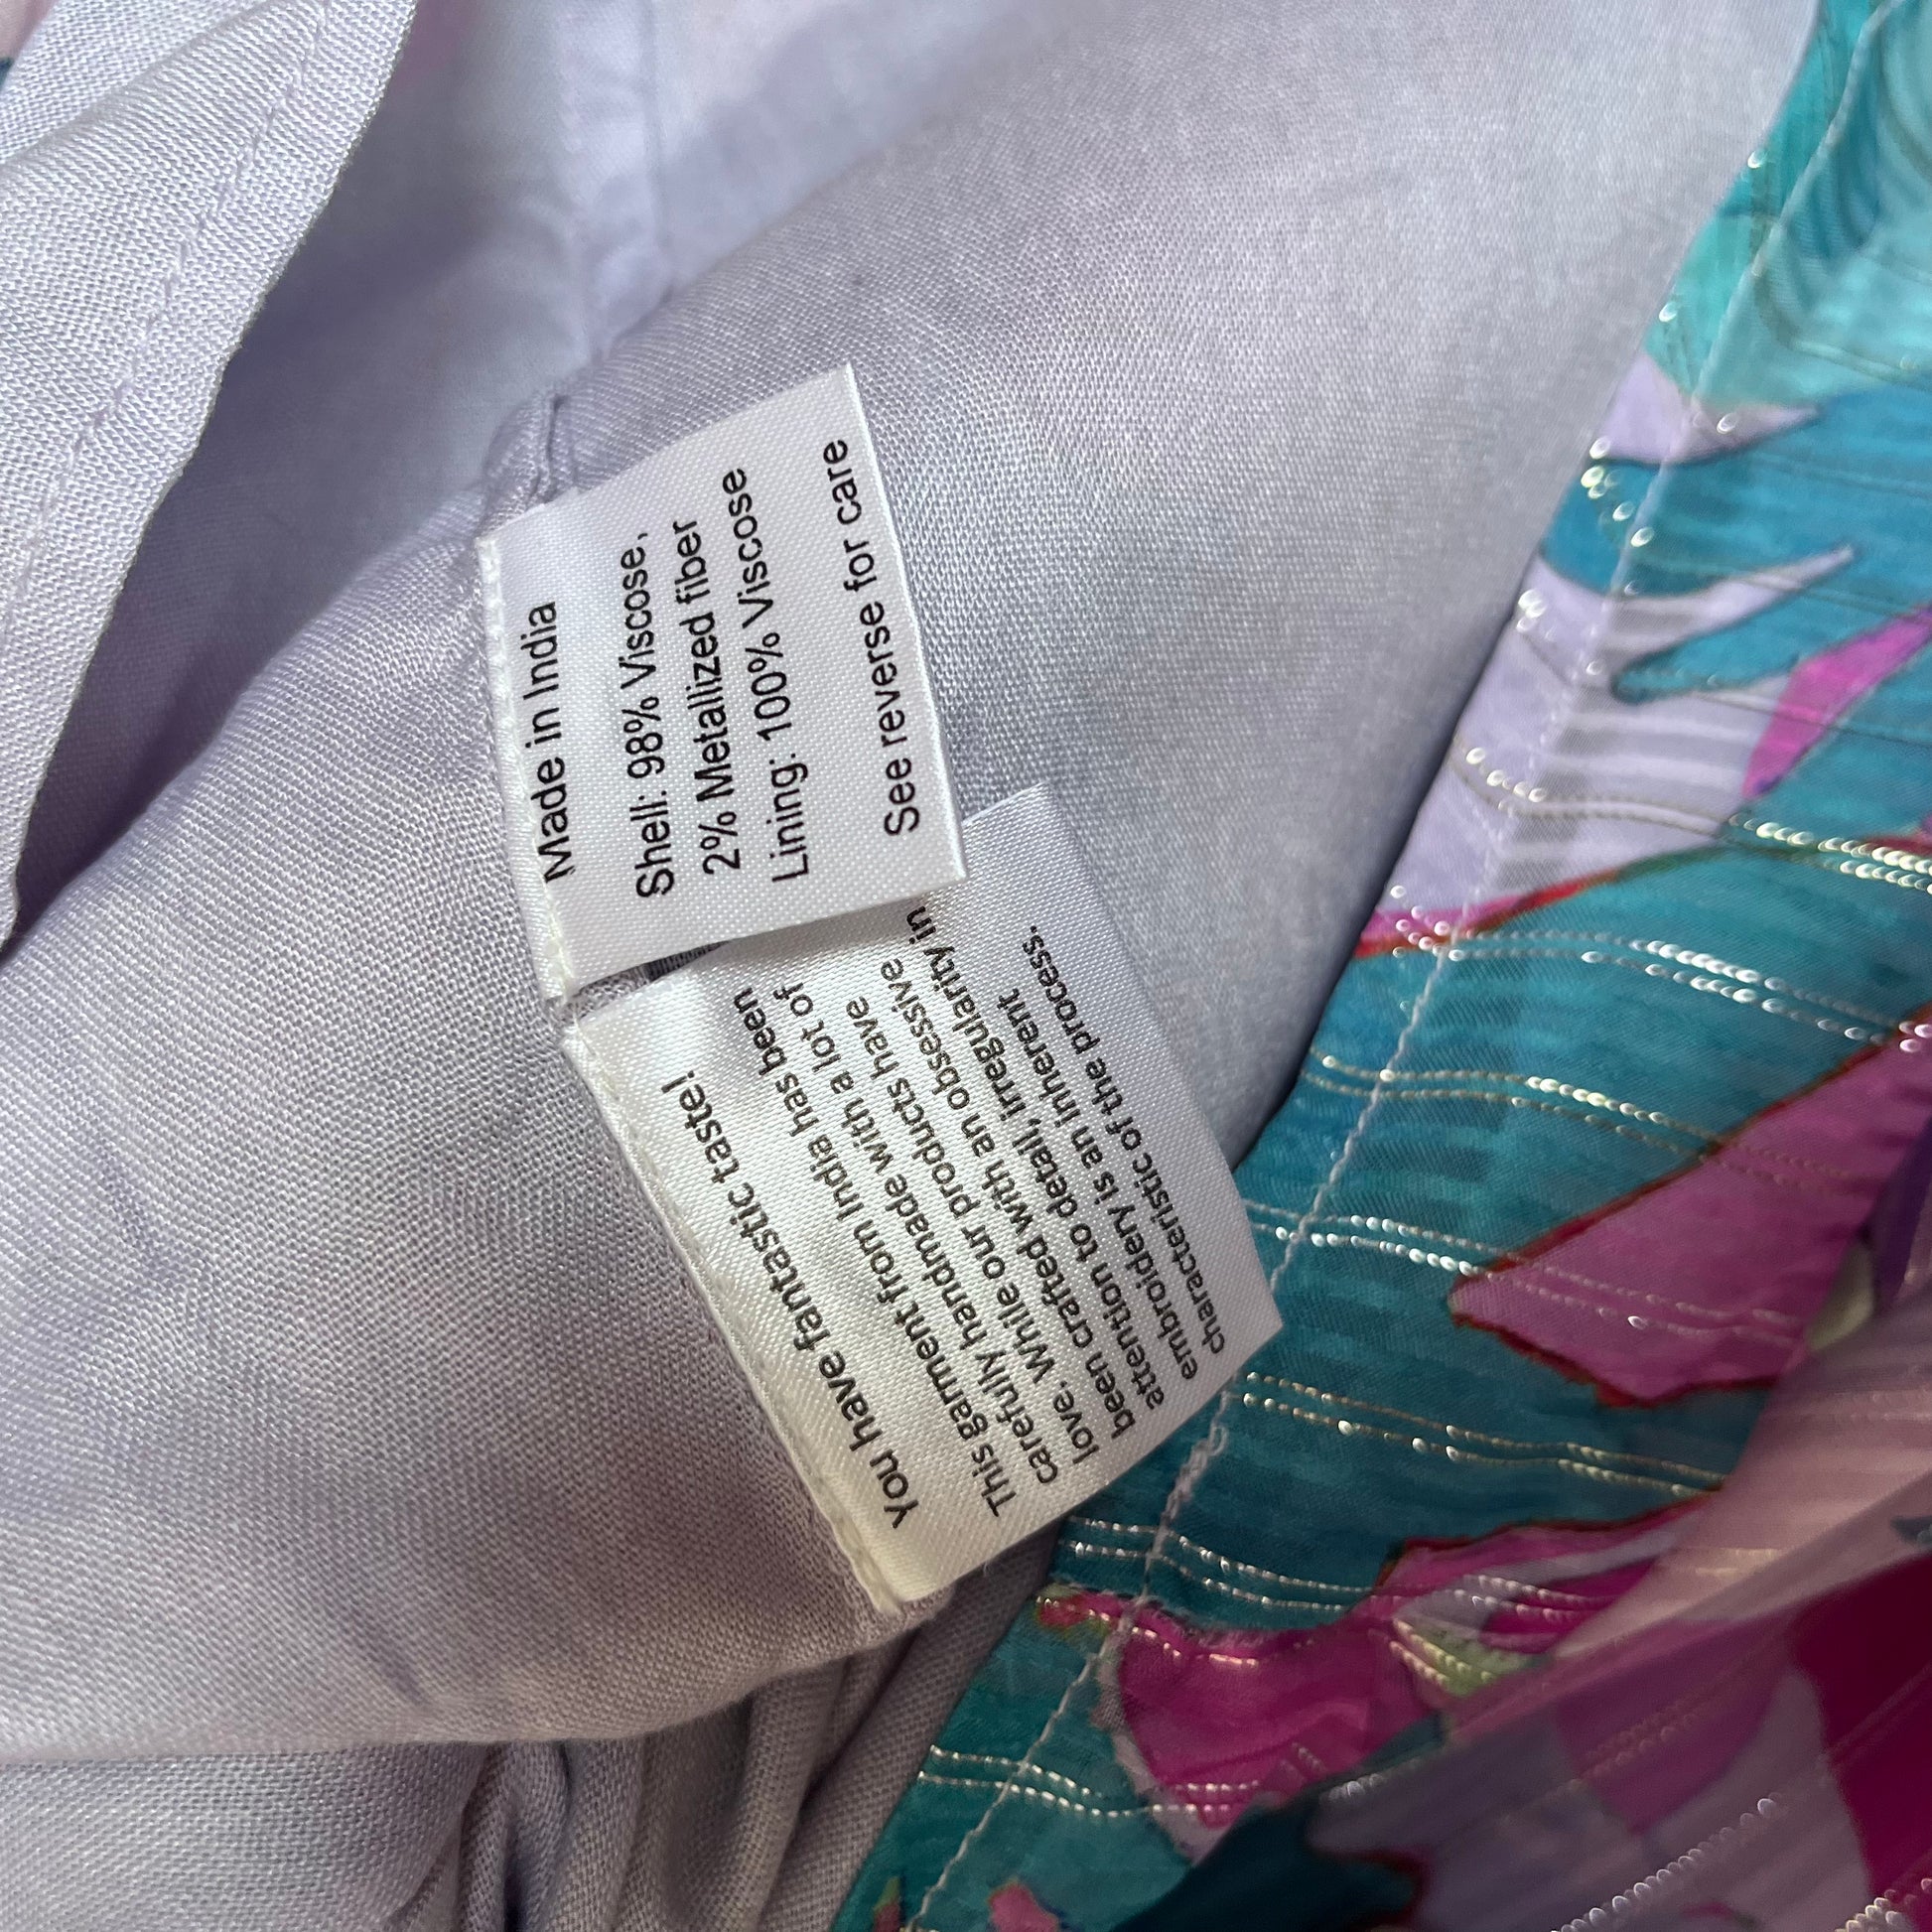 Made in India
Shell: 98% Viscose,
2% Metallized fiber
Lining: 100% Viscose
See reverse for care
You have fantastic taste!
This garment from India has been
carefully handmade with a lot of
love. While our products have
been crafted with an obsessive
attention to detail, irregularity in
embroidery is an inherent
characteristic of the process.